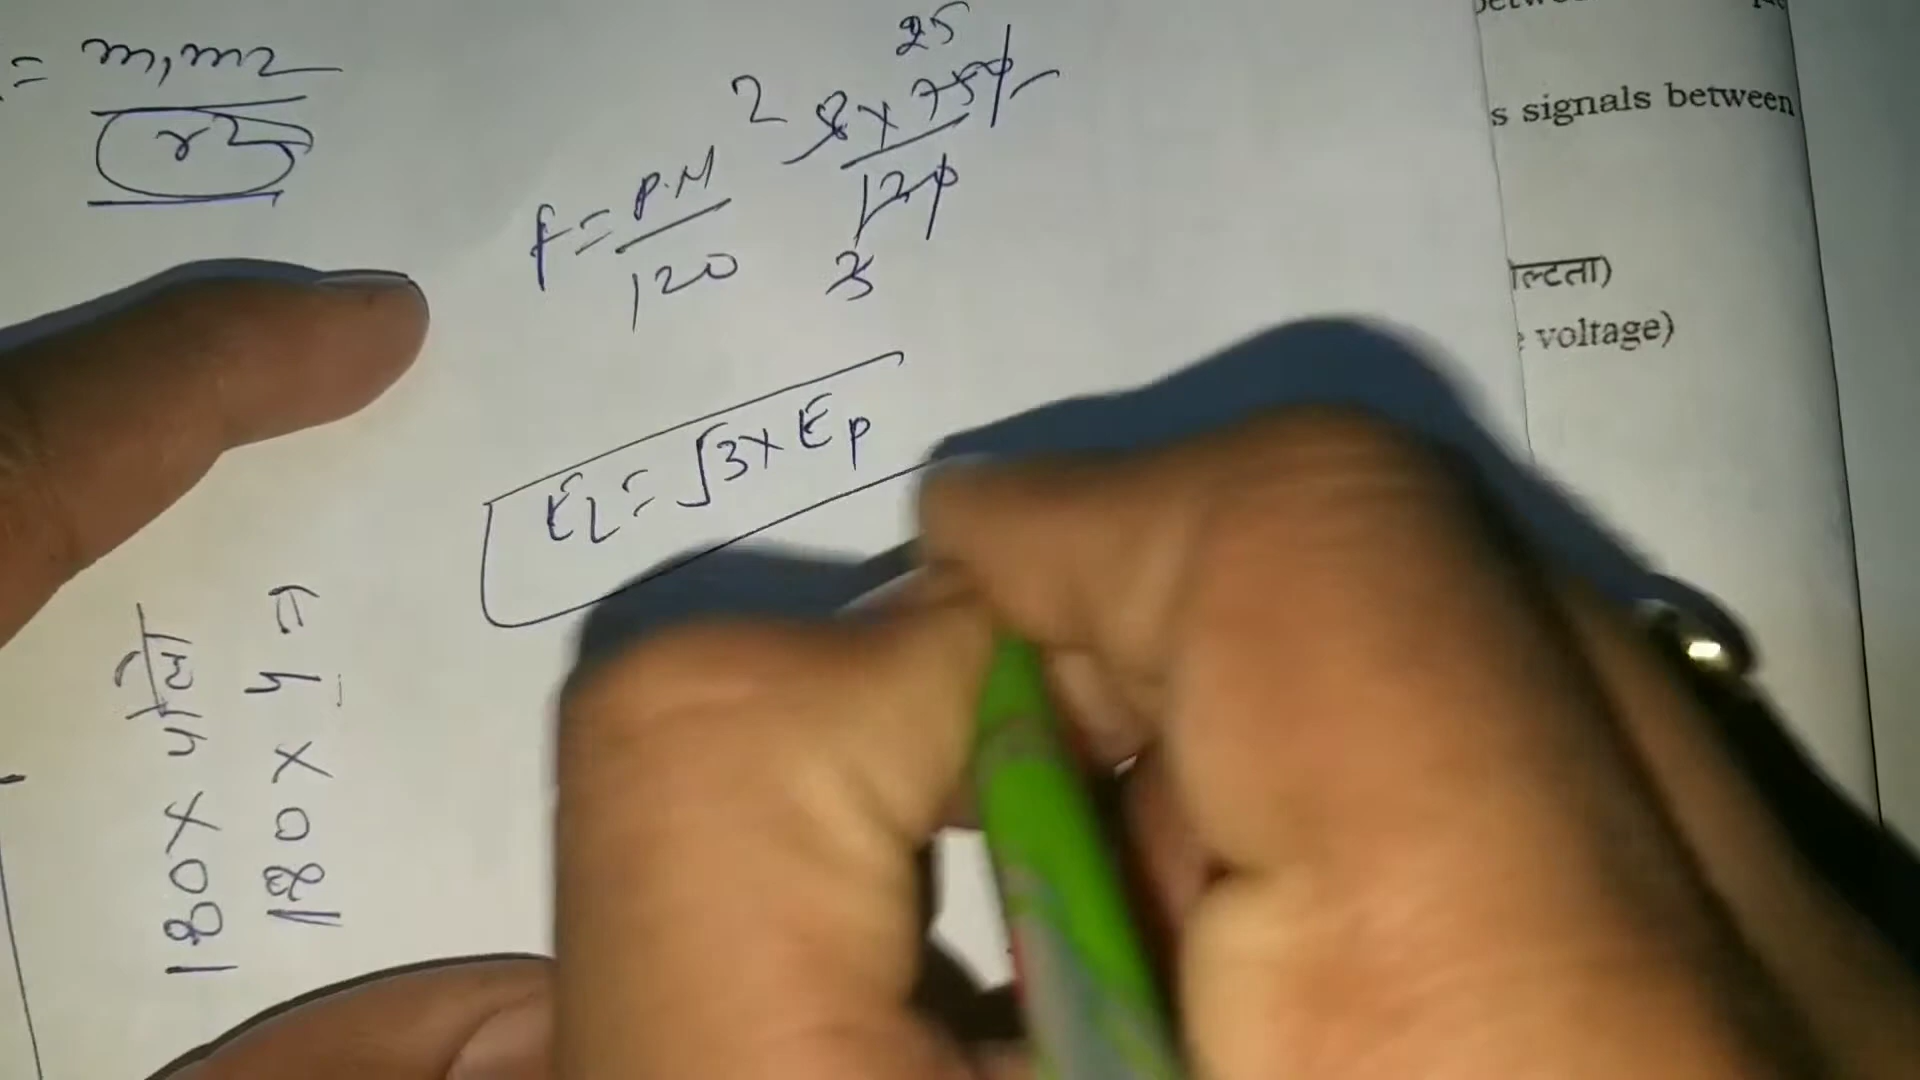 = m1m2
r2
f = P.N
120
2 8 x 750 25
120
3
EL = √3 x Ep
180 x
180 x 4 =
s signals between
ोल्टता)
voltage)